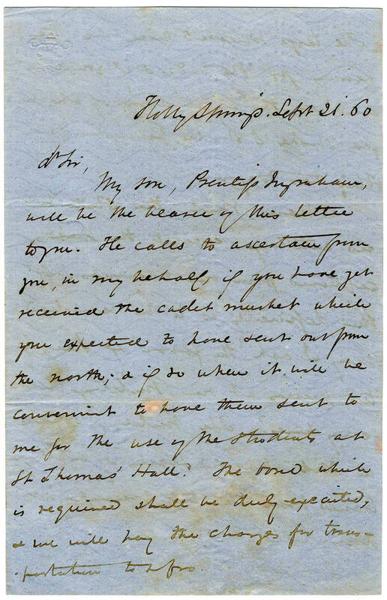 Holly Springs. Sept 21. 60
Dr Sir,
My son, Prentiss Ingraham,
will be the bearer of this letter
to you. He calls to ascertain from
you, in my behalf, if you have yet
received the cadet musket which
you expected to have sent out from
the north; & if so when it will be
convenient to have them sent to
me for the use of the students at
St Thomas' Hall? The bond which
is required shall be duly executed,
& we will pay the charges for trans-
-portation to & fro.